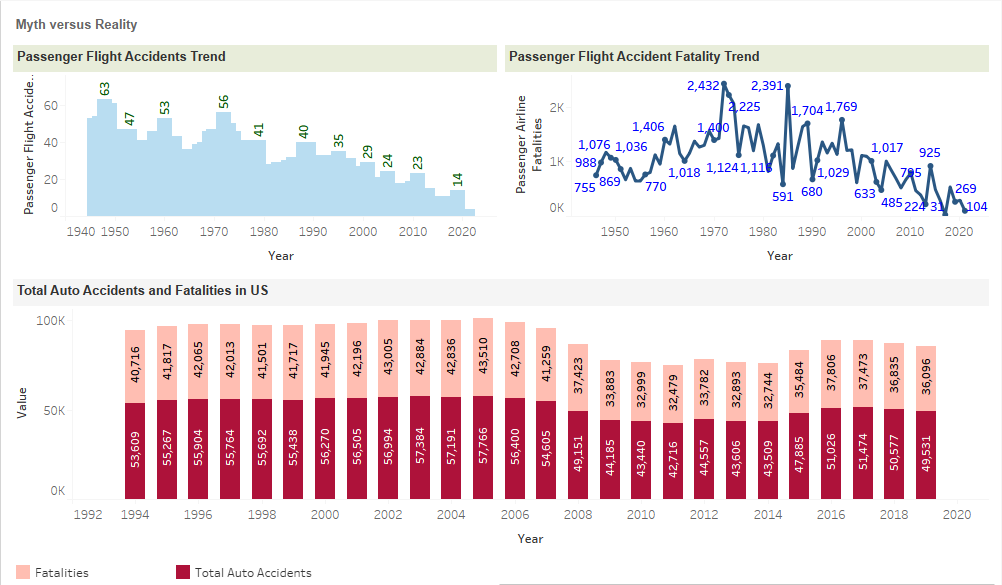 Myth versus Reality
Passenger Flight Accidents Trend
Passenger Flight Accide..
60
40
20
0
63
47
53
56
41
40
35
29
24
23
14
1940 1950 1960 1970 1980 1990 2000 2010 2020
Year
Passenger Flight Accident Fatality Trend
Passenger Airline
Fatalities
2K
1K
0K
755
988
1,076
869
1,036
770
1,406
1,018
1,400
2,432
2,225
1,124
591
2,391
1,704
680
1,029
1,769
1,017
633
485
795
224
925
31
269
104
1950 1960 1970 1980 1990 2000 2010 2020
Year
Total Auto Accidents and Fatalities in US
Value
100K
50K
0K
40,716 41,817 42,065 42,013 41,501 41,717 41,945 42,196 43,005 42,884 42,836 43,510 42,708 41,259 37,423 33,883 32,999 32,479 33,782 32,893 32,744 35,484 37,806 37,473 36,835 36,096
53,609 55,267 55,904 55,764 55,692 55,438 56,270 56,505 56,994 57,384 57,191 57,766 56,400 54,605 49,151 44,185 43,440 42,716 44,557 43,606 43,509 47,885 51,026 51,474 50,577 49,531
1992 1994 1996 1998 2000 2002 2004 2006 2008 2010 2012 2014 2016 2018 2020
Year
Fatalities
Total Auto Accidents